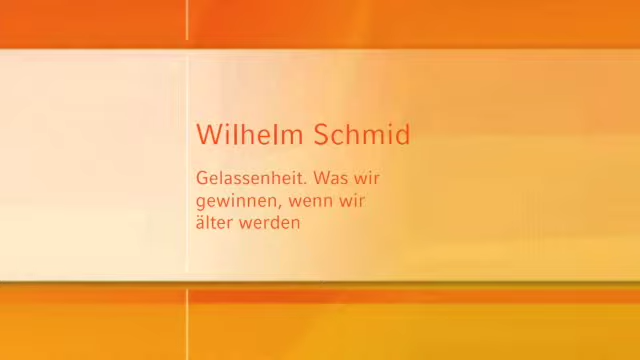 Wilhelm Schmid
Gelassenheit. Was wir
gewinnen, wenn wir
älter werden